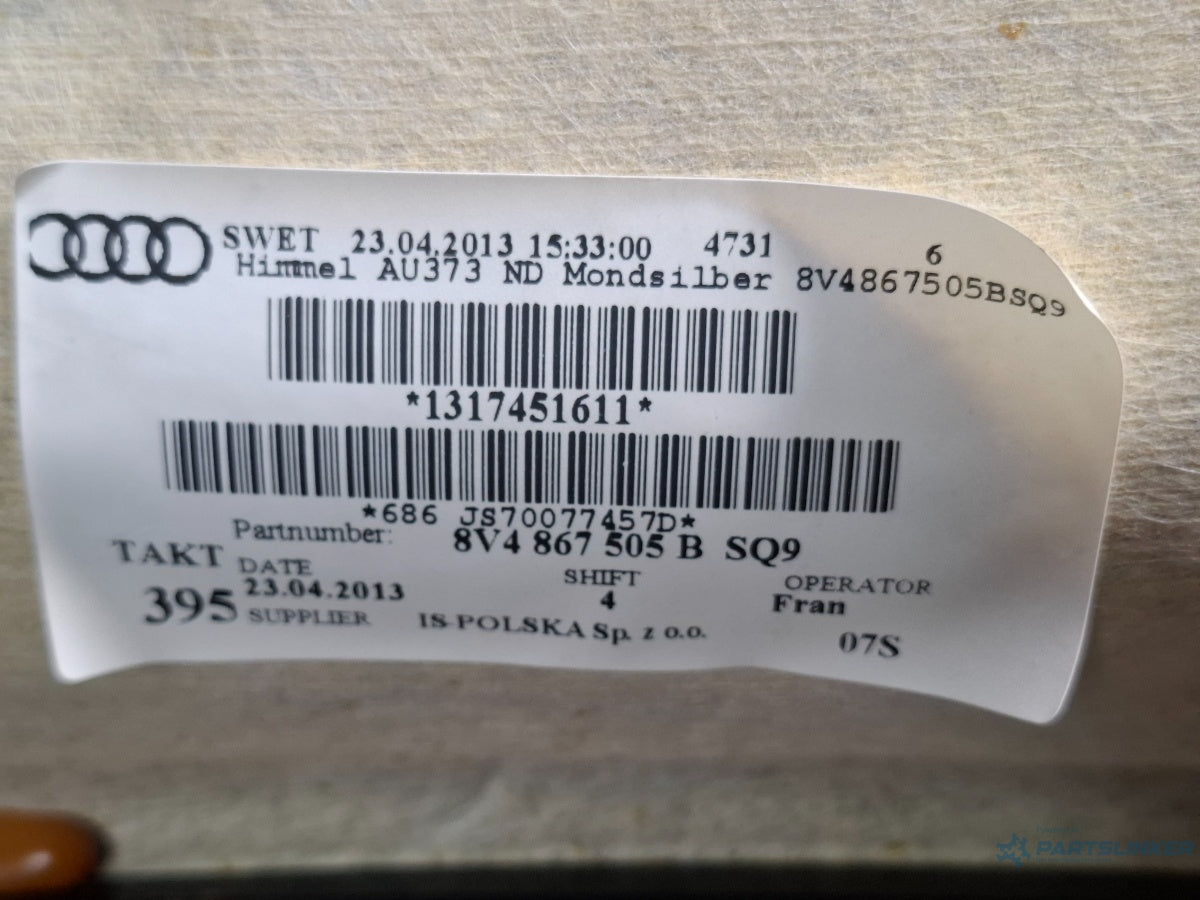 SWET 23.04.2013 15:33:00 4731 6
Himmel AU373 ND Mondsilber 8V4867505BSQ9
*1317451611*
*686 JS70077457D*
Partnumber: 8V4 867 505 B SQ9
TAKT DATE SHIFT OPERATOR
395 23.04.2013 4 Fran
SUPPLIER IS-POLSKA Sp. z o.o. 07S